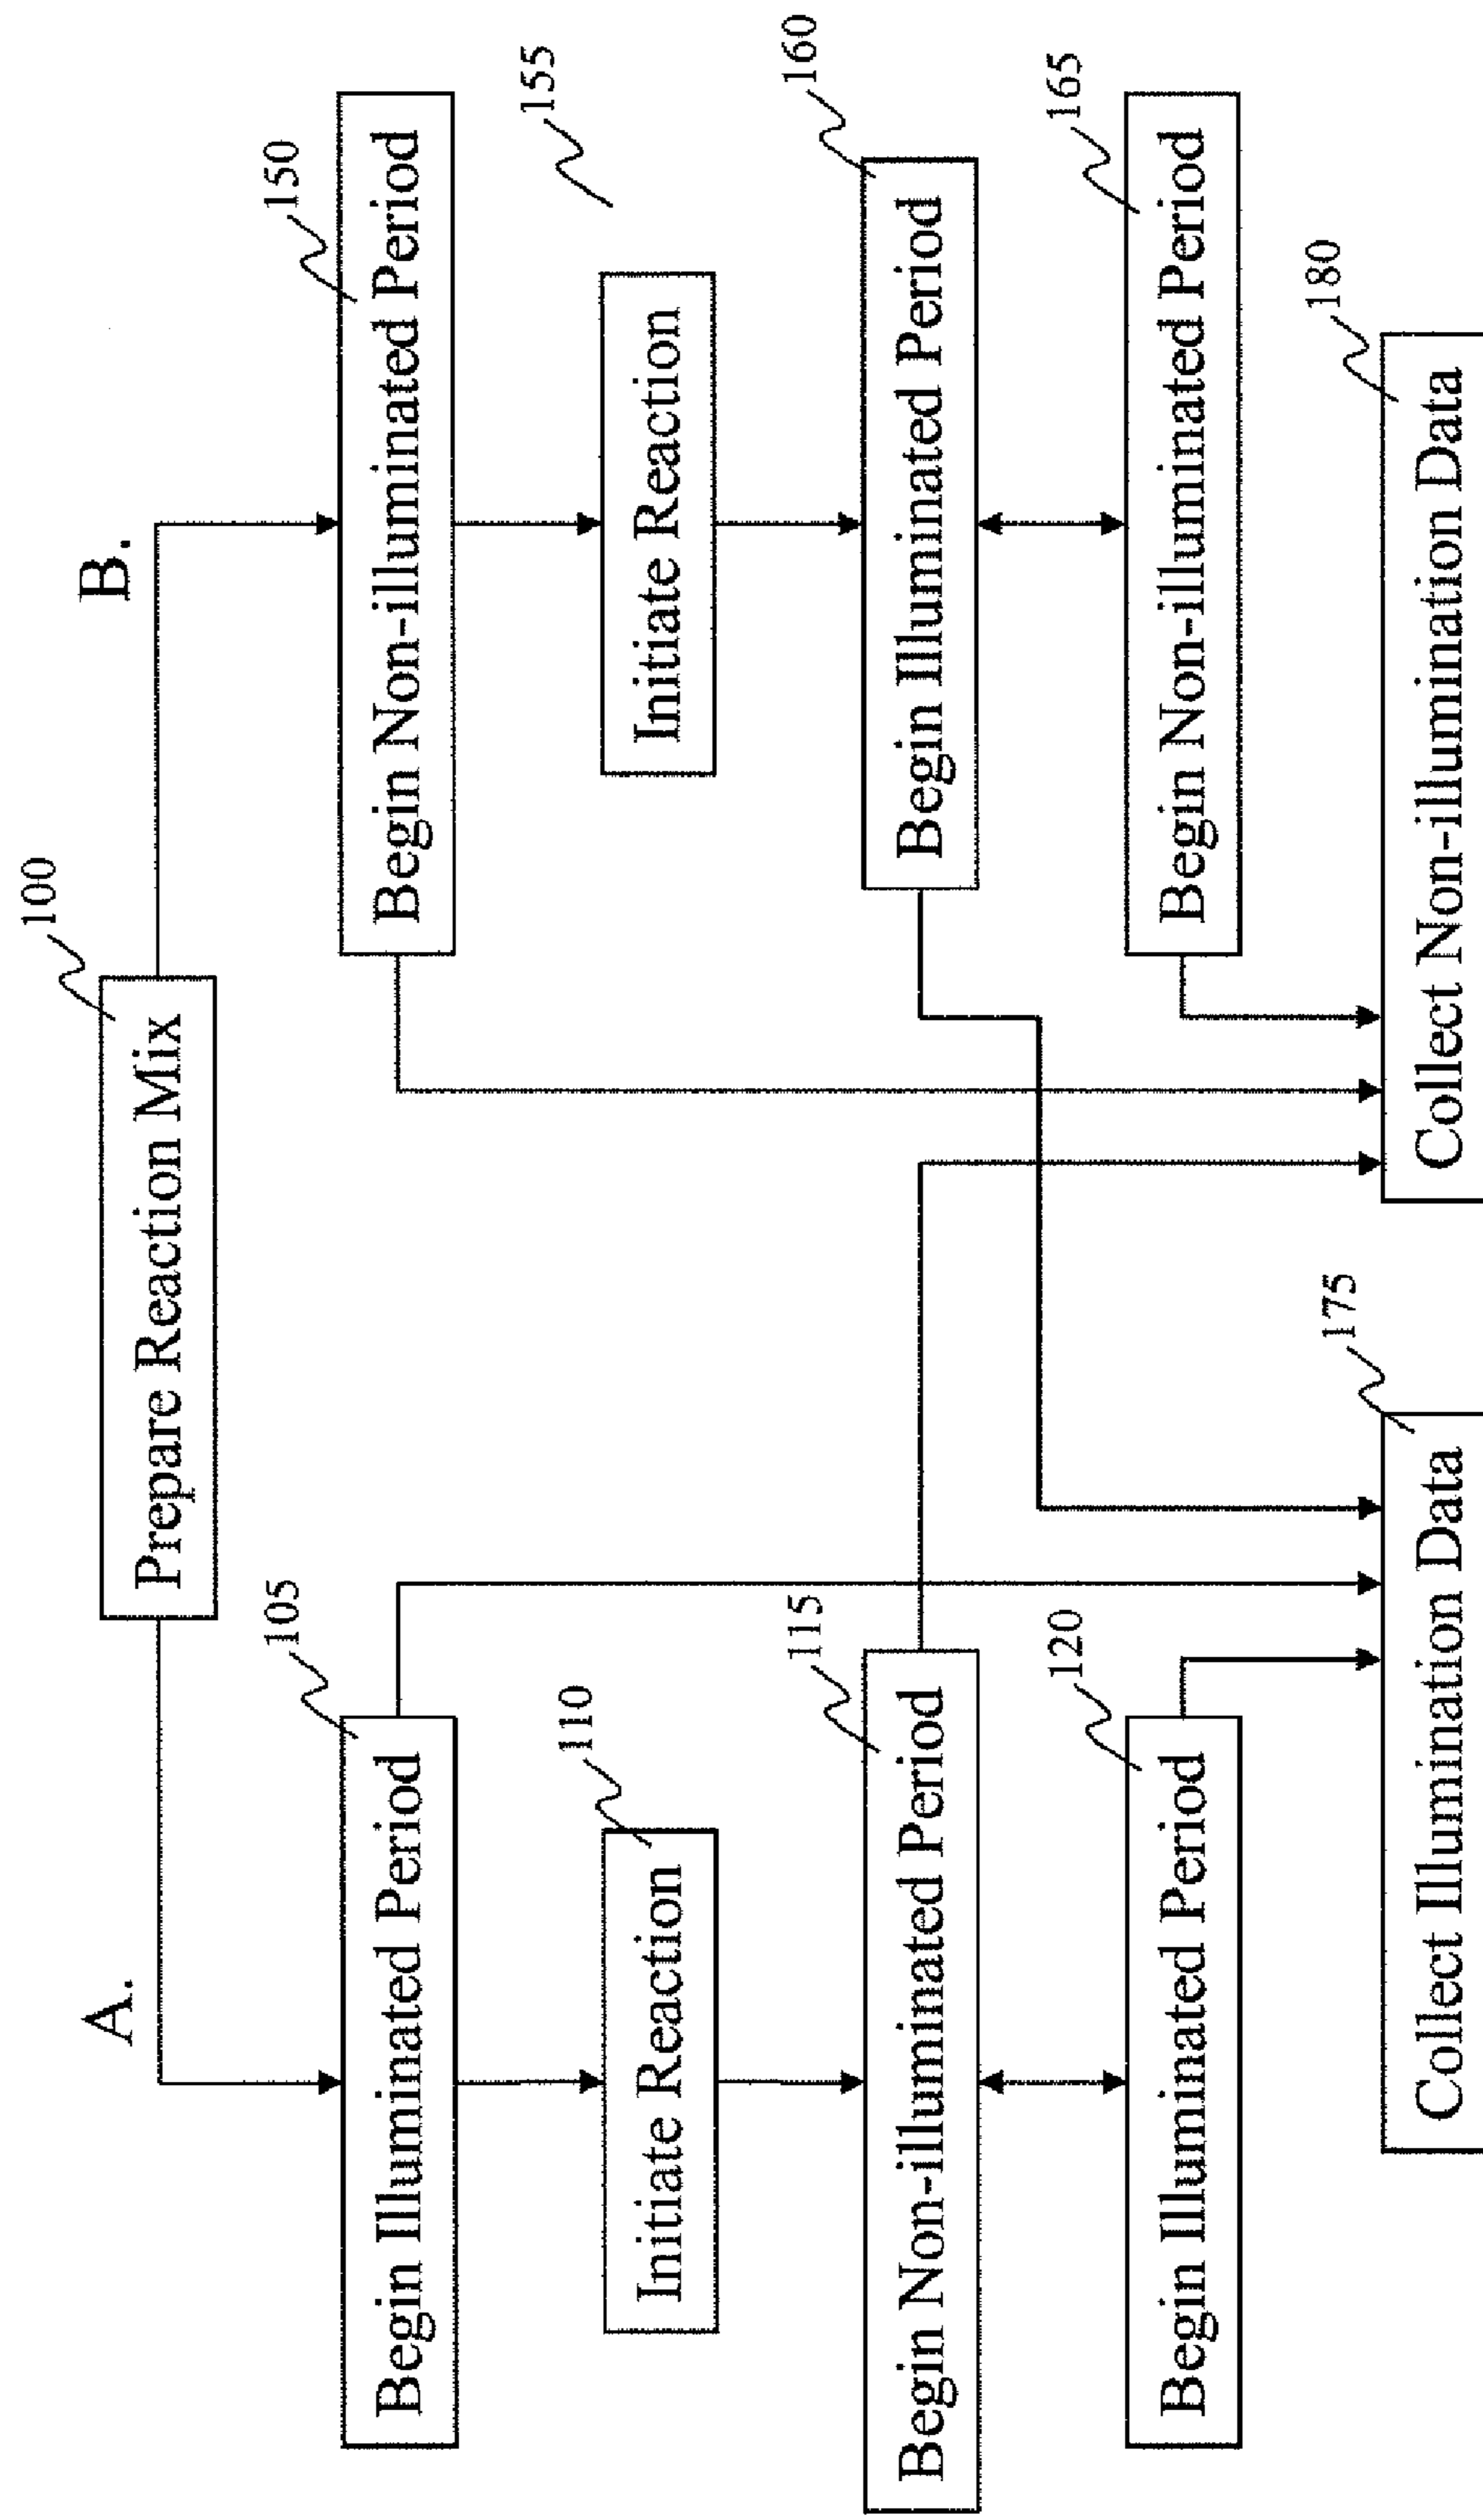 A.
B.
100
Prepare Reaction Mix
105
Begin Illuminated Period
150
Begin Non-illuminated Period
110
Initiate Reaction
155
Initiate Reaction
115
Begin Non-illuminated Period
160
Begin Illuminated Period
120
Begin Illuminated Period
165
Begin Non-illuminated Period
175
Collect Illumination Data
180
Collect Non-illumination Data